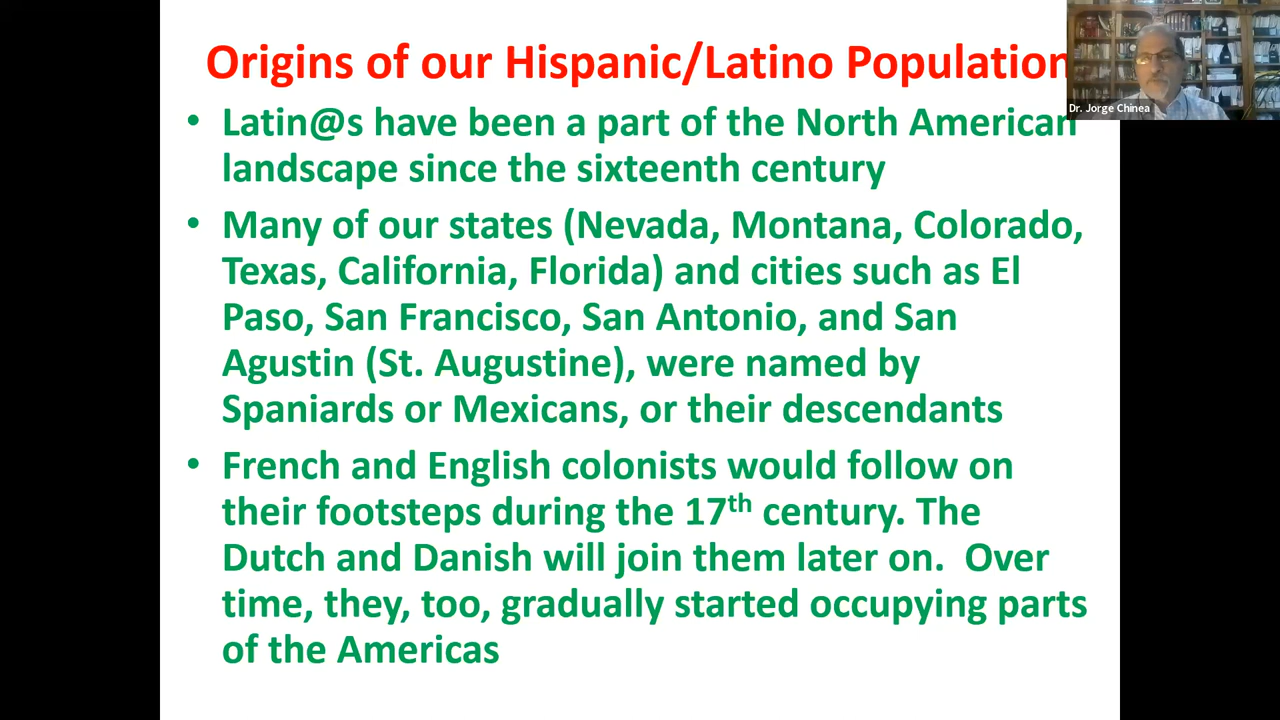 Origins of our Hispanic/Latino Population
Dr. Jorge Chinea
• Latin@s have been a part of the North American
landscape since the sixteenth century
• Many of our states (Nevada, Montana, Colorado,
Texas, California, Florida) and cities such as El
Paso, San Francisco, San Antonio, and San
Agustin (St. Augustine), were named by
Spaniards or Mexicans, or their descendants
• French and English colonists would follow on
their footsteps during the 17th century. The
Dutch and Danish will join them later on.  Over
time, they, too, gradually started occupying parts
of the Americas